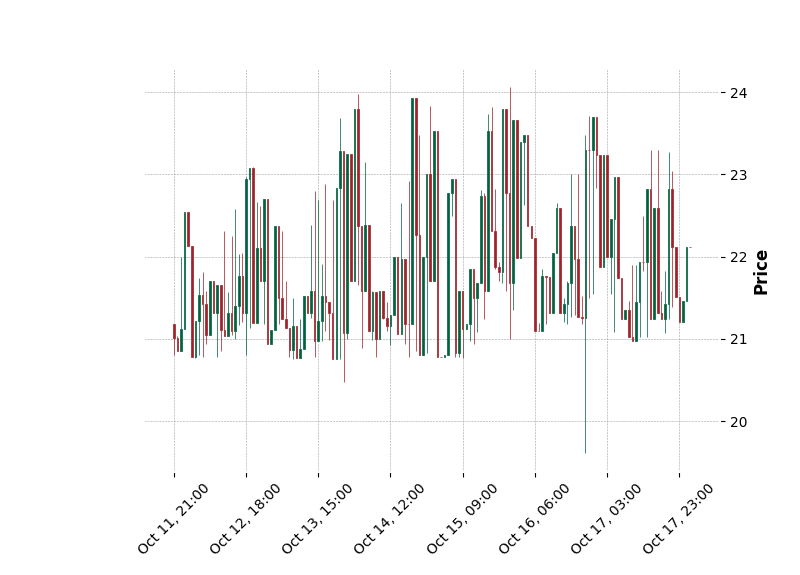 24
23
22
21
20
Price
Oct 11, 21:00
Oct 12, 18:00
Oct 13, 15:00
Oct 14, 12:00
Oct 15, 09:00
Oct 16, 06:00
Oct 17, 03:00
Oct 17, 23:00